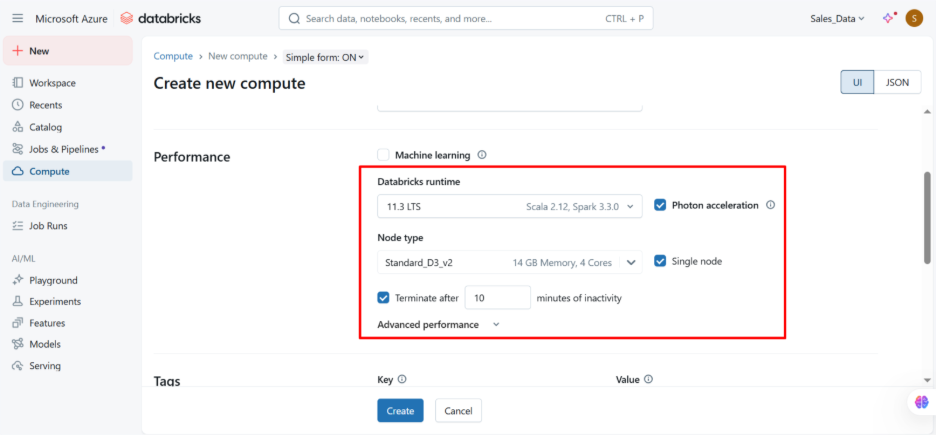 Microsoft Azure databricks Search data, notebooks, recents, and more... CTRL + P Sales_Data S
New
Workspace
Recents
Catalog
Jobs & Pipelines
Compute
Data Engineering
Job Runs
AI/ML
Playground
Experiments
Features
Models
Serving
Compute > New compute > Simple form: ON
Create new compute UI JSON
Performance Machine learning
Databricks runtime
11.3 LTS Scala 2.12, Spark 3.3.0 Photon acceleration
Node type
Standard_D3_v2 14 GB Memory, 4 Cores Single node
Terminate after 10 minutes of inactivity
Advanced performance
Tags Key Value
Create Cancel